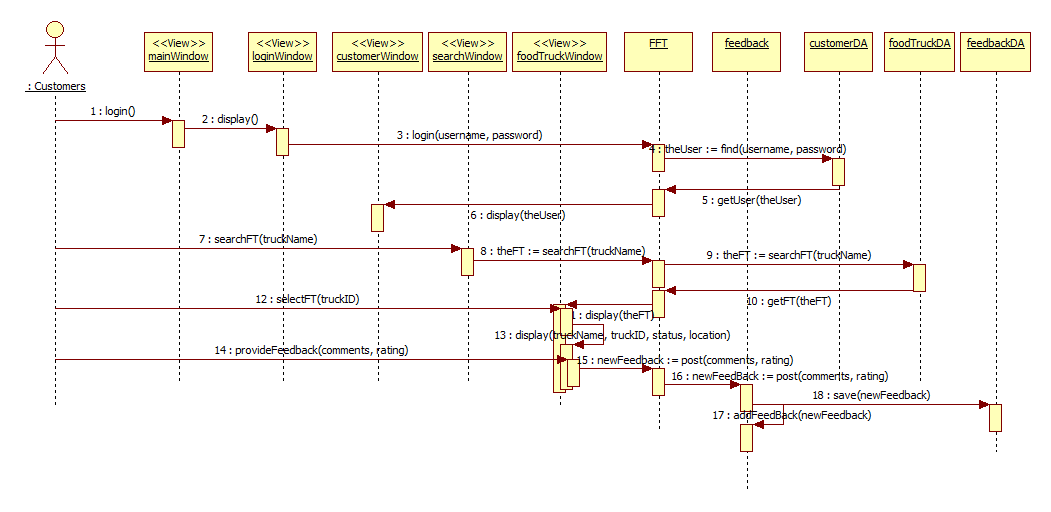 <<View>>
mainWindow
<<View>>
loginWindow
<<View>>
customerWindow
<<View>>
searchWindow
<<View>>
foodTruckWindow
FFT
feedback
customerDA
foodTruckDA
feedbackDA
: Customers
1 : login()
2 : display()
3 : login(username, password)
4 : theUser := find(username, password)
5 : getUser(theUser)
6 : display(theUser)
7 : searchFT(truckName)
8 : theFT := searchFT(truckName)
9 : theFT := searchFT(truckName)
10 : getFT(theFT)
12 : selectFT(truckID)
1 : display(theFT)
13 : display(truckName, truckID, status, location)
14 : provideFeedback(comments, rating)
15 : newFeedback := post(comments, rating)
16 : newFeedBack := post(comments, rating)
18 : save(newFeedback)
17 : addFeedBack(newFeedback)